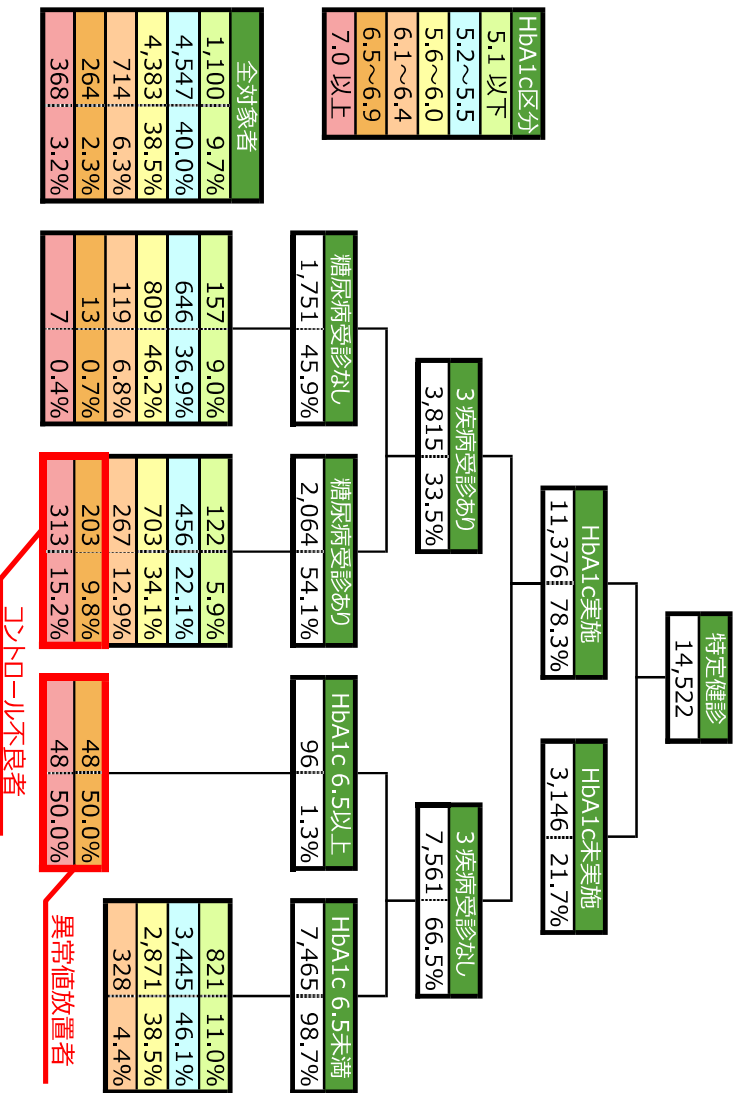 特定健診
14,522
HbA1c実施
11,376 78.3%
HbA1c未実施
3,146 21.7%
3疾病受診あり
3,815 33.5%
3疾病受診なし
7,561 66.5%
HbA1c区分
5.1 以下
5.2～5.5
5.6～6.0
6.1～6.4
6.5～6.9
7.0 以上
糖尿病受診なし
1,751 45.9%
糖尿病受診あり
2,064 54.1%
HbA1c 6.5以上
96 1.3%
HbA1c 6.5未満
7,465 98.7%
全対象者
1,100 9.7%
4,547 40.0%
4,383 38.5%
714 6.3%
264 2.3%
368 3.2%
157 9.0%
646 36.9%
809 46.2%
119 6.8%
13 0.7%
7 0.4%
122 5.9%
456 22.1%
703 34.1%
267 12.9%
203 9.8%
313 15.2%
48 50.0%
48 50.0%
821 11.0%
3,445 46.1%
2,871 38.5%
328 4.4%
コントロール不良者
異常値放置者